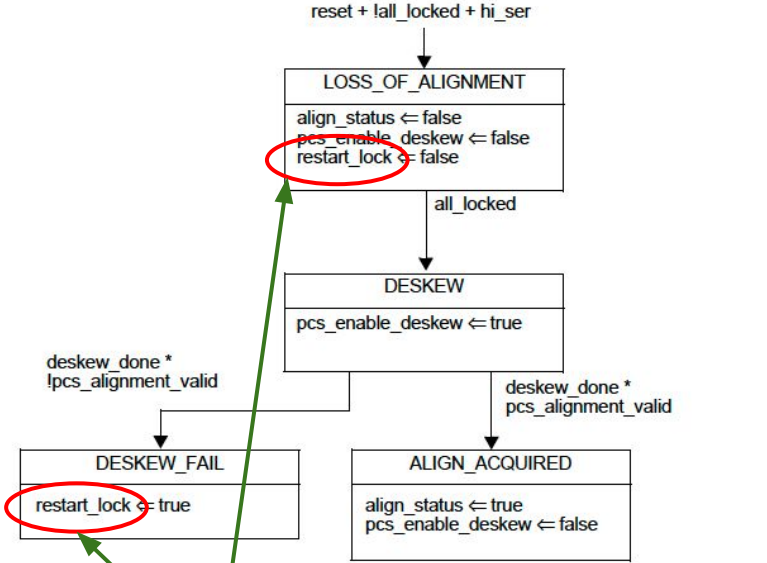 reset + !all_locked + hi_ser
LOSS_OF_ALIGNMENT
align_status ⇐ false
pcs_enable_deskew ⇐ false
restart_lock ⇐ false
all_locked
DESKEW
pcs_enable_deskew ⇐ true
deskew_done *
!pcs_alignment_valid
deskew_done *
pcs_alignment_valid
DESKEW_FAIL
restart_lock ⇐ true
ALIGN_ACQUIRED
align_status ⇐ true
pcs_enable_deskew ⇐ false